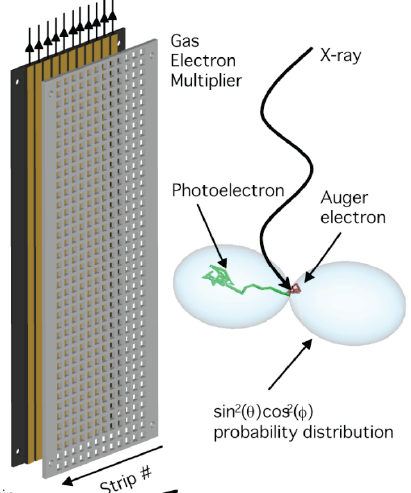 Gas
Electron
Multiplier
X-ray
Photoelectron
Auger
electron
sin²(θ)cos²(φ)
probability distribution
Strip #